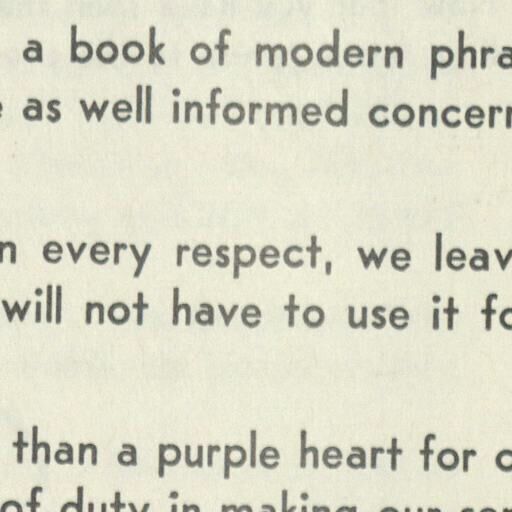 a book of modern phra
as well informed concern
n every respect, we leav
will not have to use it fo
than a purple heart for
of duty in making our